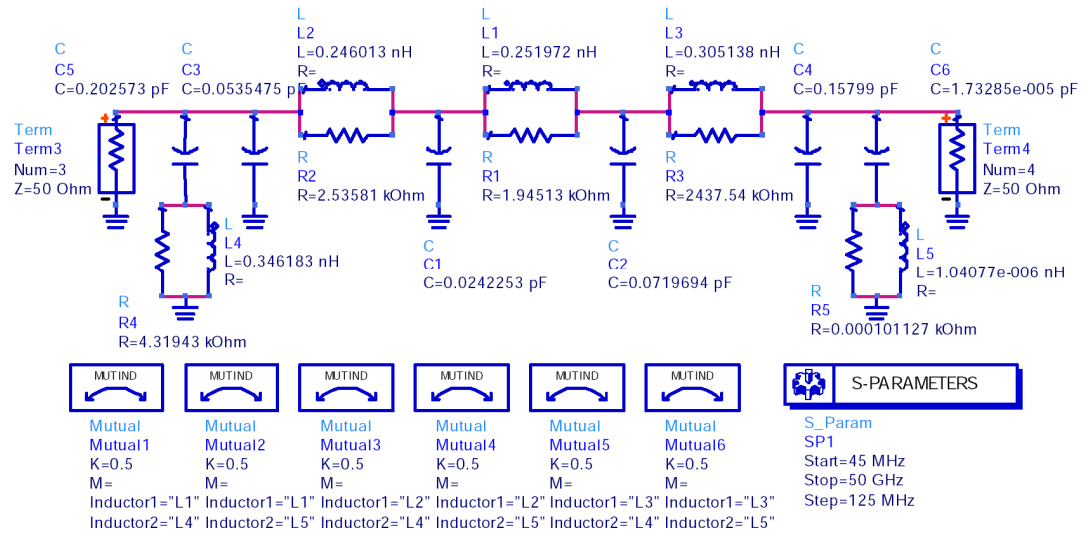 L
L2
L=0.246013 nH
R=
L
L1
L=0.251972 nH
R=
L
L3
L=0.305138 nH
R=
C
C5
C=0.202573 pF
C
C3
C=0.0535475 pF
C
C4
C=0.15799 pF
C
C6
C=1.73285e-005 pF
+
Term
Term3
Num=3
Z=50 Ohm
-
+
Term
Term4
Num=4
Z=50 Ohm
-
R
R2
R=2.53581 kOhm
R
R1
R=1.94513 kOhm
R
R3
R=2437.54 kOhm
L
L4
L=0.346183 nH
R=
C
C1
C=0.0242253 pF
C
C2
C=0.0719694 pF
L
L5
L=1.04077e-006 nH
R=
R
R4
R=4.31943 kOhm
R
R5
R=0.000101127 kOhm
MUTIND
Mutual
Mutual1
K=0.5
M=
Inductor1="L1"
Inductor2="L4"
MUTIND
Mutual
Mutual2
K=0.5
M=
Inductor1="L1"
Inductor2="L5"
MUTIND
Mutual
Mutual3
K=0.5
M=
Inductor1="L2"
Inductor2="L4"
MUTIND
Mutual
Mutual4
K=0.5
M=
Inductor1="L2"
Inductor2="L5"
MUTIND
Mutual
Mutual5
K=0.5
M=
Inductor1="L3"
Inductor2="L4"
MUTIND
Mutual
Mutual6
K=0.5
M=
Inductor1="L3"
Inductor2="L5"
S-PARAMETERS
S_Param
SP1
Start=45 MHz
Stop=50 GHz
Step=125 MHz